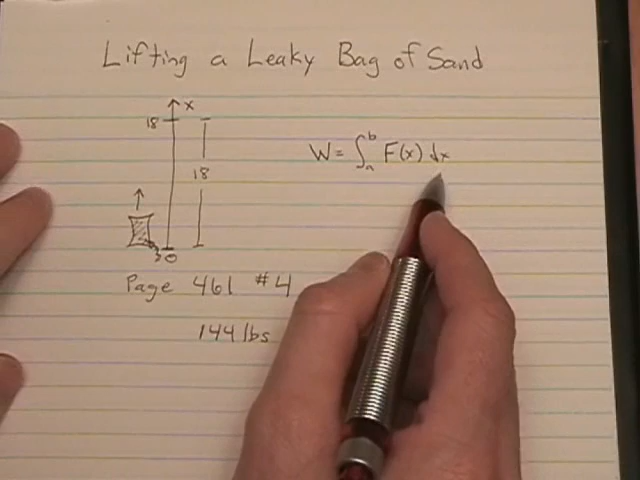 Lifting a Leaky Bag of Sand
x
18
W = ∫ₐᵇ F(x) dx
18
0
Page 461 #4
144 lbs